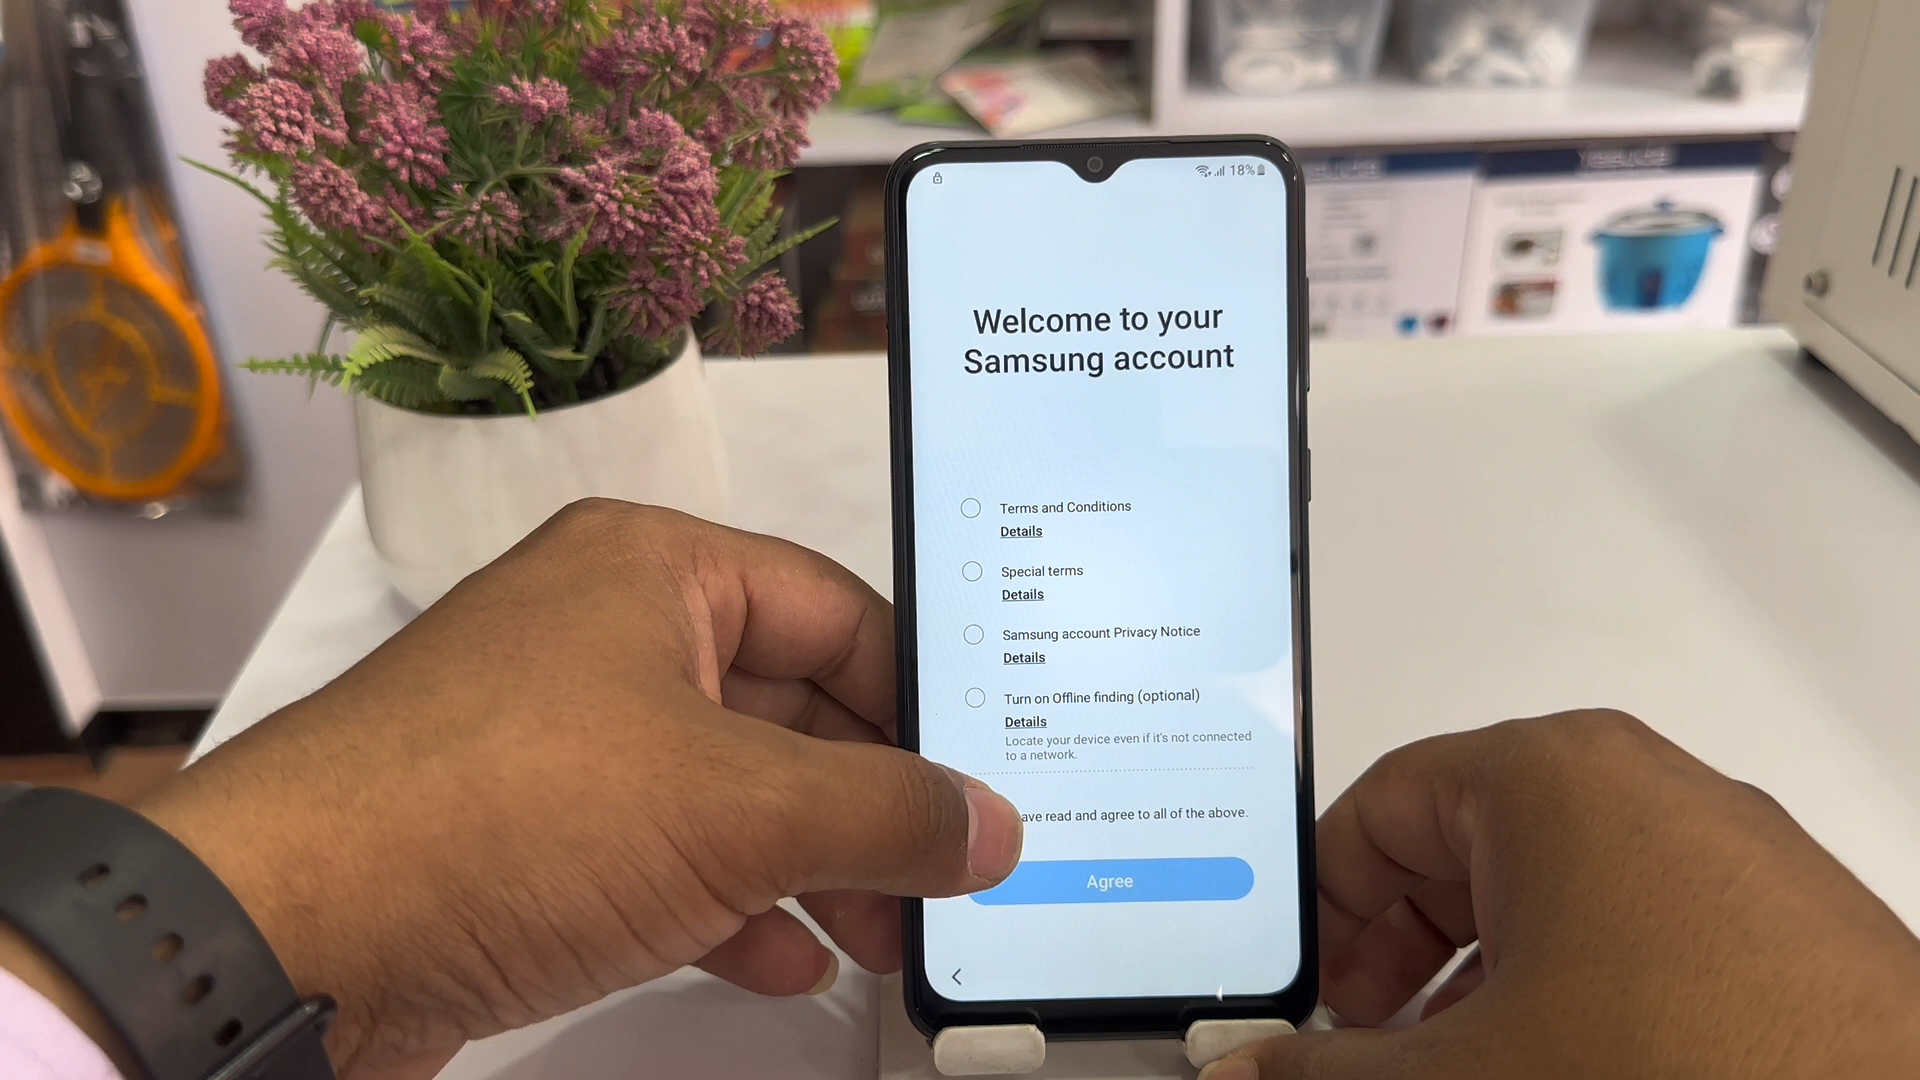 18%
Welcome to your
Samsung account
Terms and Conditions
Details
Special terms
Details
Samsung account Privacy Notice
Details
Turn on Offline finding (optional)
Details
Locate your device even if it's not connected
to a network.
ave read and agree to all of the above.
Agree